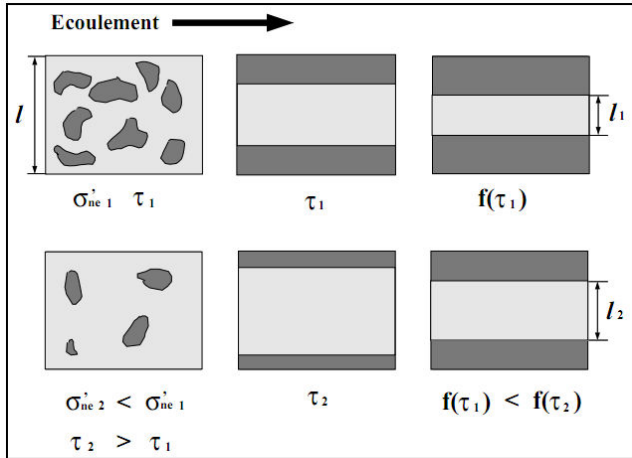 Ecoulement
l
σ'ne 1 τ1
τ1
f(τ1)
l1
σ'ne 2 < σ'ne 1
τ2 > τ1
τ2
f(τ1) < f(τ2)
l2